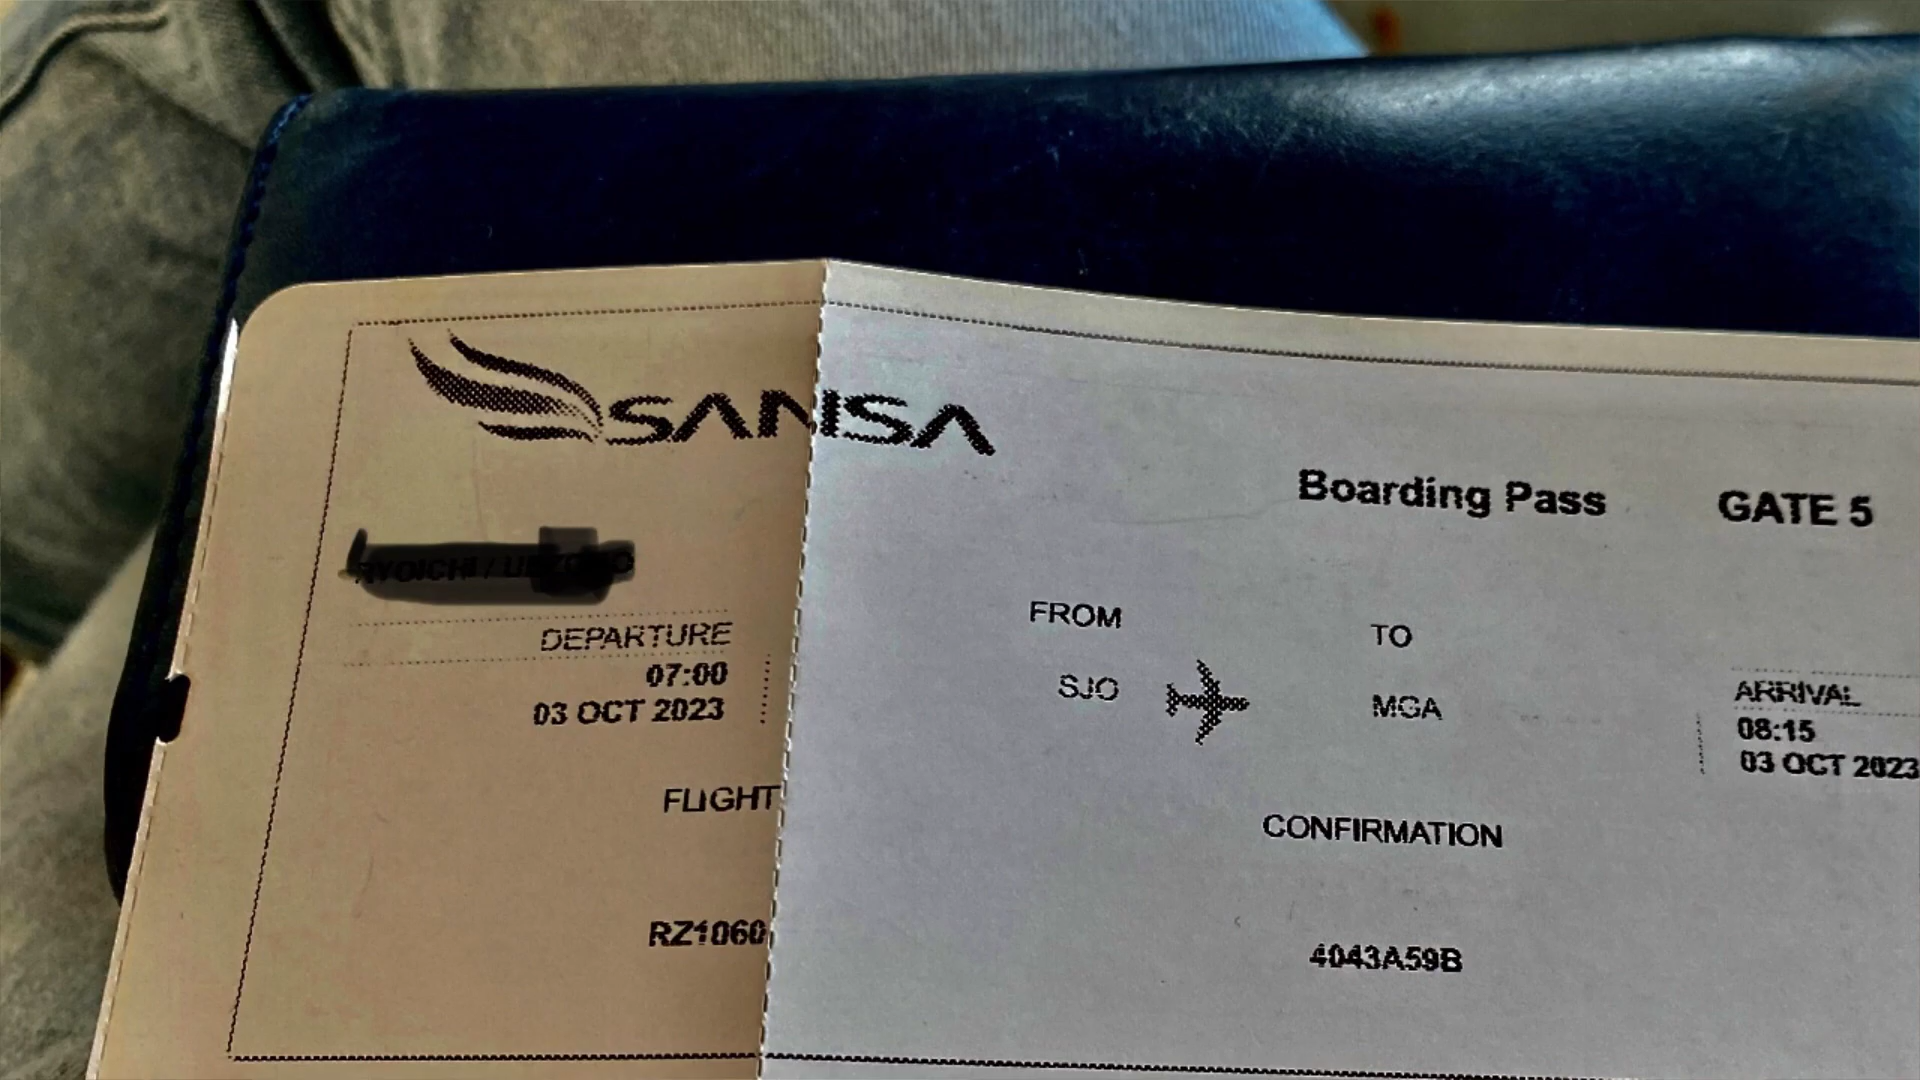 SANSA
Boarding Pass GATE 5
DEPARTURE
07:00
03 OCT 2023
FROM
SJO
TO
MGA
ARRIVAL
08:15
03 OCT 2023
FLIGHT
RZ1060
CONFIRMATION
4043A59B